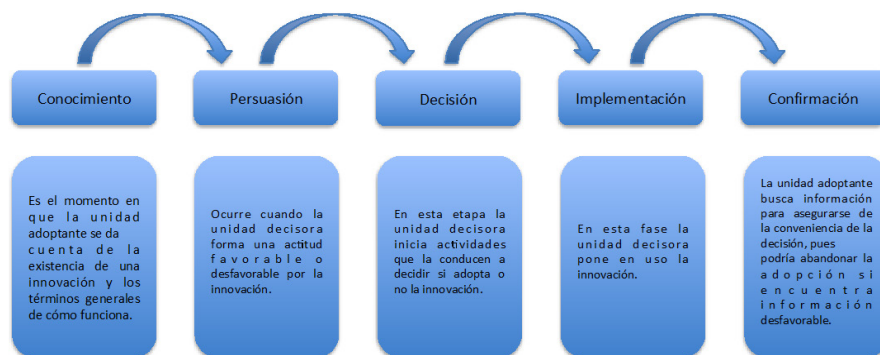 Conocimiento
Persuasión
Decisión
Implementación
Confirmación
Es el momento en
que la unidad
adoptante se da
cuenta de la
existencia de una
innovación y los
términos generales
de cómo funciona.
Ocurre cuando la
unidad decisora
forma una actitud
favorable o
desfavorable por la
innovación.
En esta etapa la
unidad decisora
inicia actividades
que la conducen a
decidir si adopta o
no la innovación.
En esta fase la
unidad decisora
pone en uso la
innovación.
La unidad adoptante
busca información
para asegurarse de
la conveniencia de la
decisión, pues
podría abandonar la
adopción si
encuentra
información
desfavorable.